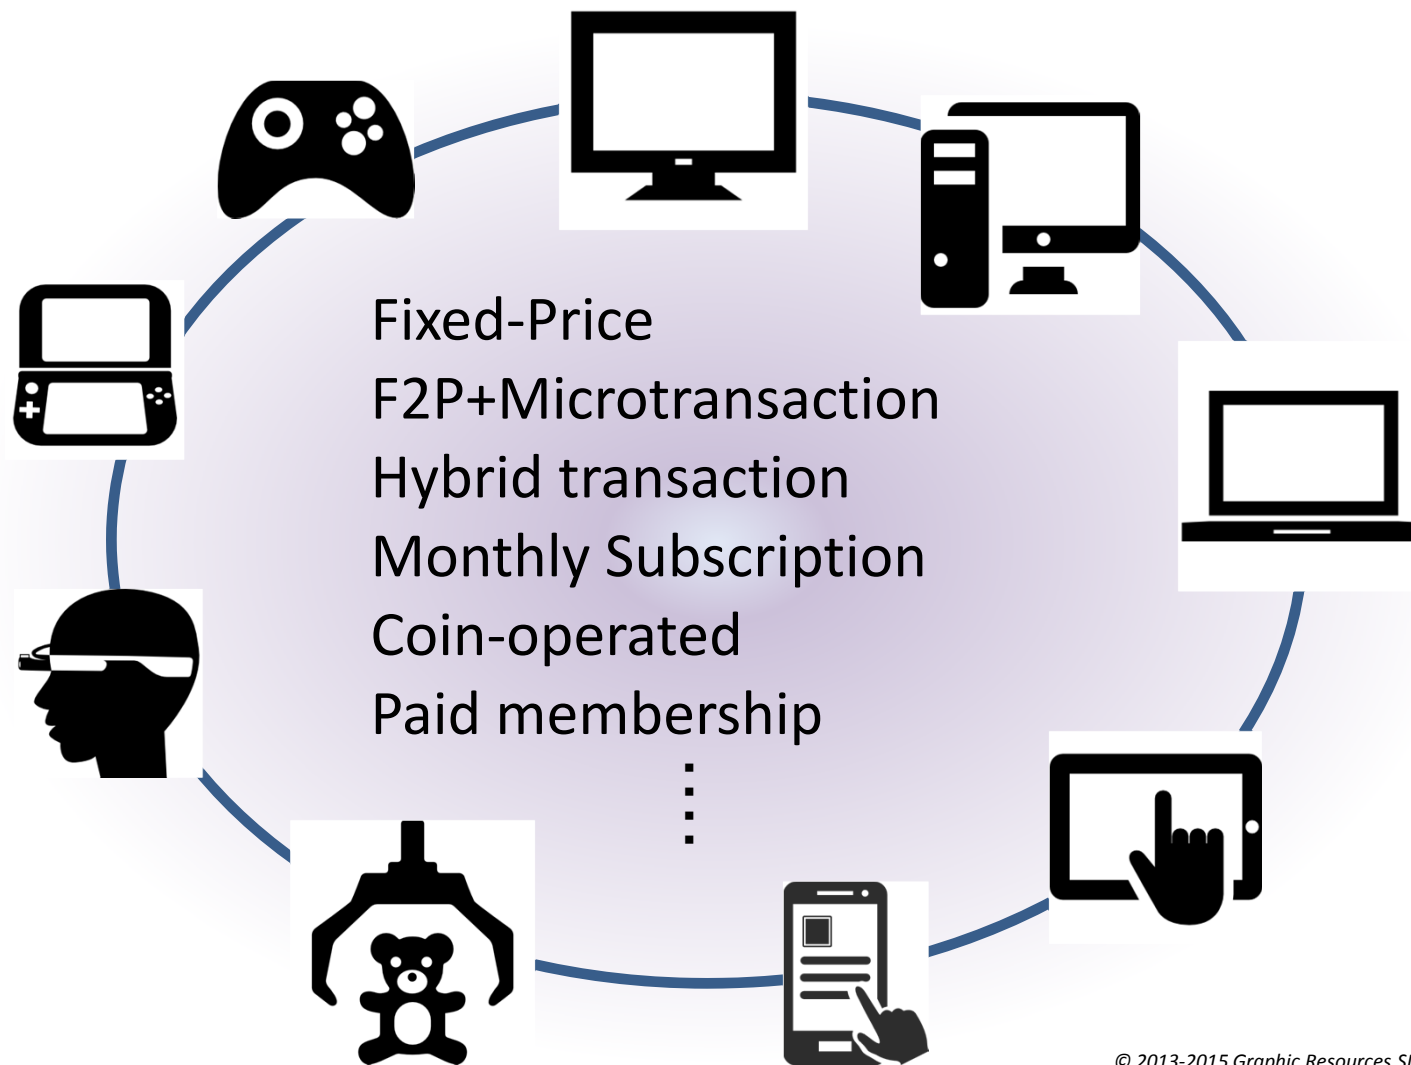 Fixed-Price
F2P+Microtransaction
Hybrid transaction
Monthly Subscription
Coin-operated
Paid membership
....
© 2013-2015 Graphic Resources